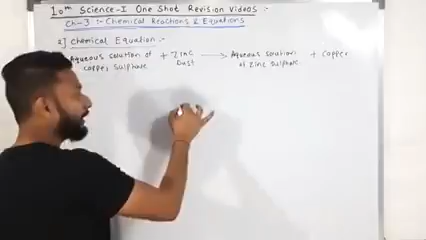 10th Science-I One Shot Revision Videos :-
Ch-3 :- Chemical Reactions & Equations
2] Chemical Equation :-
Aqueous solution of + Zinc → Aqueous solution + Copper
copper sulphate Dust of Zinc sulphate